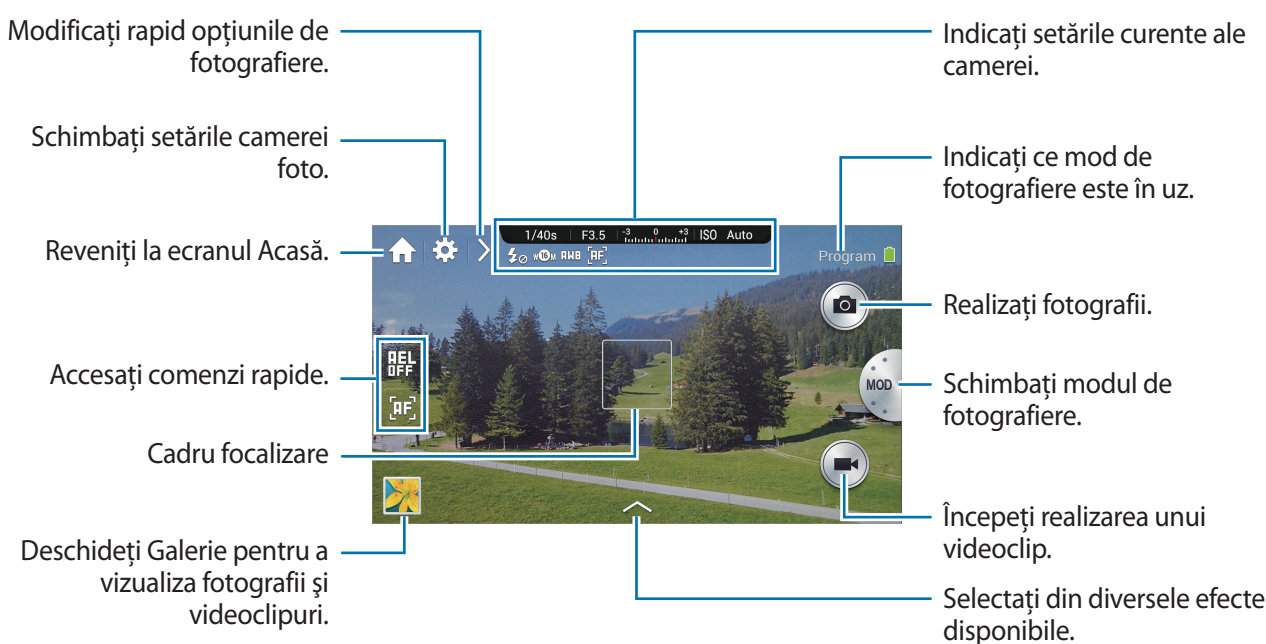 Modificați rapid opțiunile de
fotografiere.
Schimbați setările camerei
foto.
Reveniți la ecranul Acasă.
Accesați comenzi rapide.
Cadru focalizare
Deschideți Galerie pentru a
vizualiza fotografii şi
videoclipuri.
1/40s F3.5 -3 0 +3 ISO Auto
W16M AWB AF
Program
AEL
OFF
AF
MOD
Indicați setările curente ale
camerei.
Indicați ce mod de
fotografiere este în uz.
Realizați fotografii.
Schimbați modul de
fotografiere.
Începeți realizarea unui
videoclip.
Selectați din diversele efecte
disponibile.